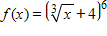 f(x) = (∛x + 4)⁶